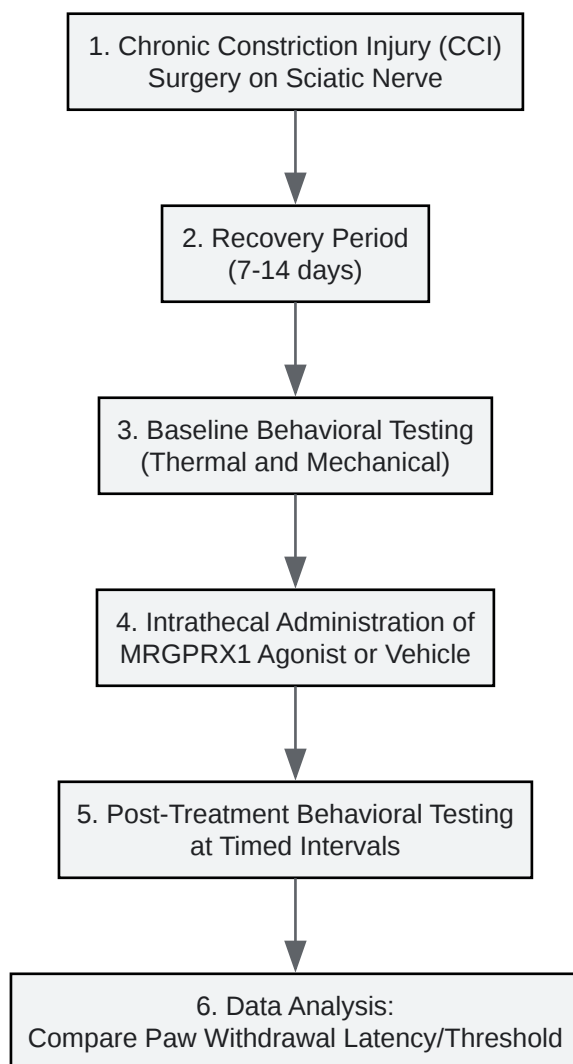 1. Chronic Constriction Injury (CCI)
Surgery on Sciatic Nerve
2. Recovery Period
(7-14 days)
3. Baseline Behavioral Testing
(Thermal and Mechanical)
4. Intrathecal Administration of
MRGPRX1 Agonist or Vehicle
5. Post-Treatment Behavioral Testing
at Timed Intervals
6. Data Analysis:
Compare Paw Withdrawal Latency/Threshold